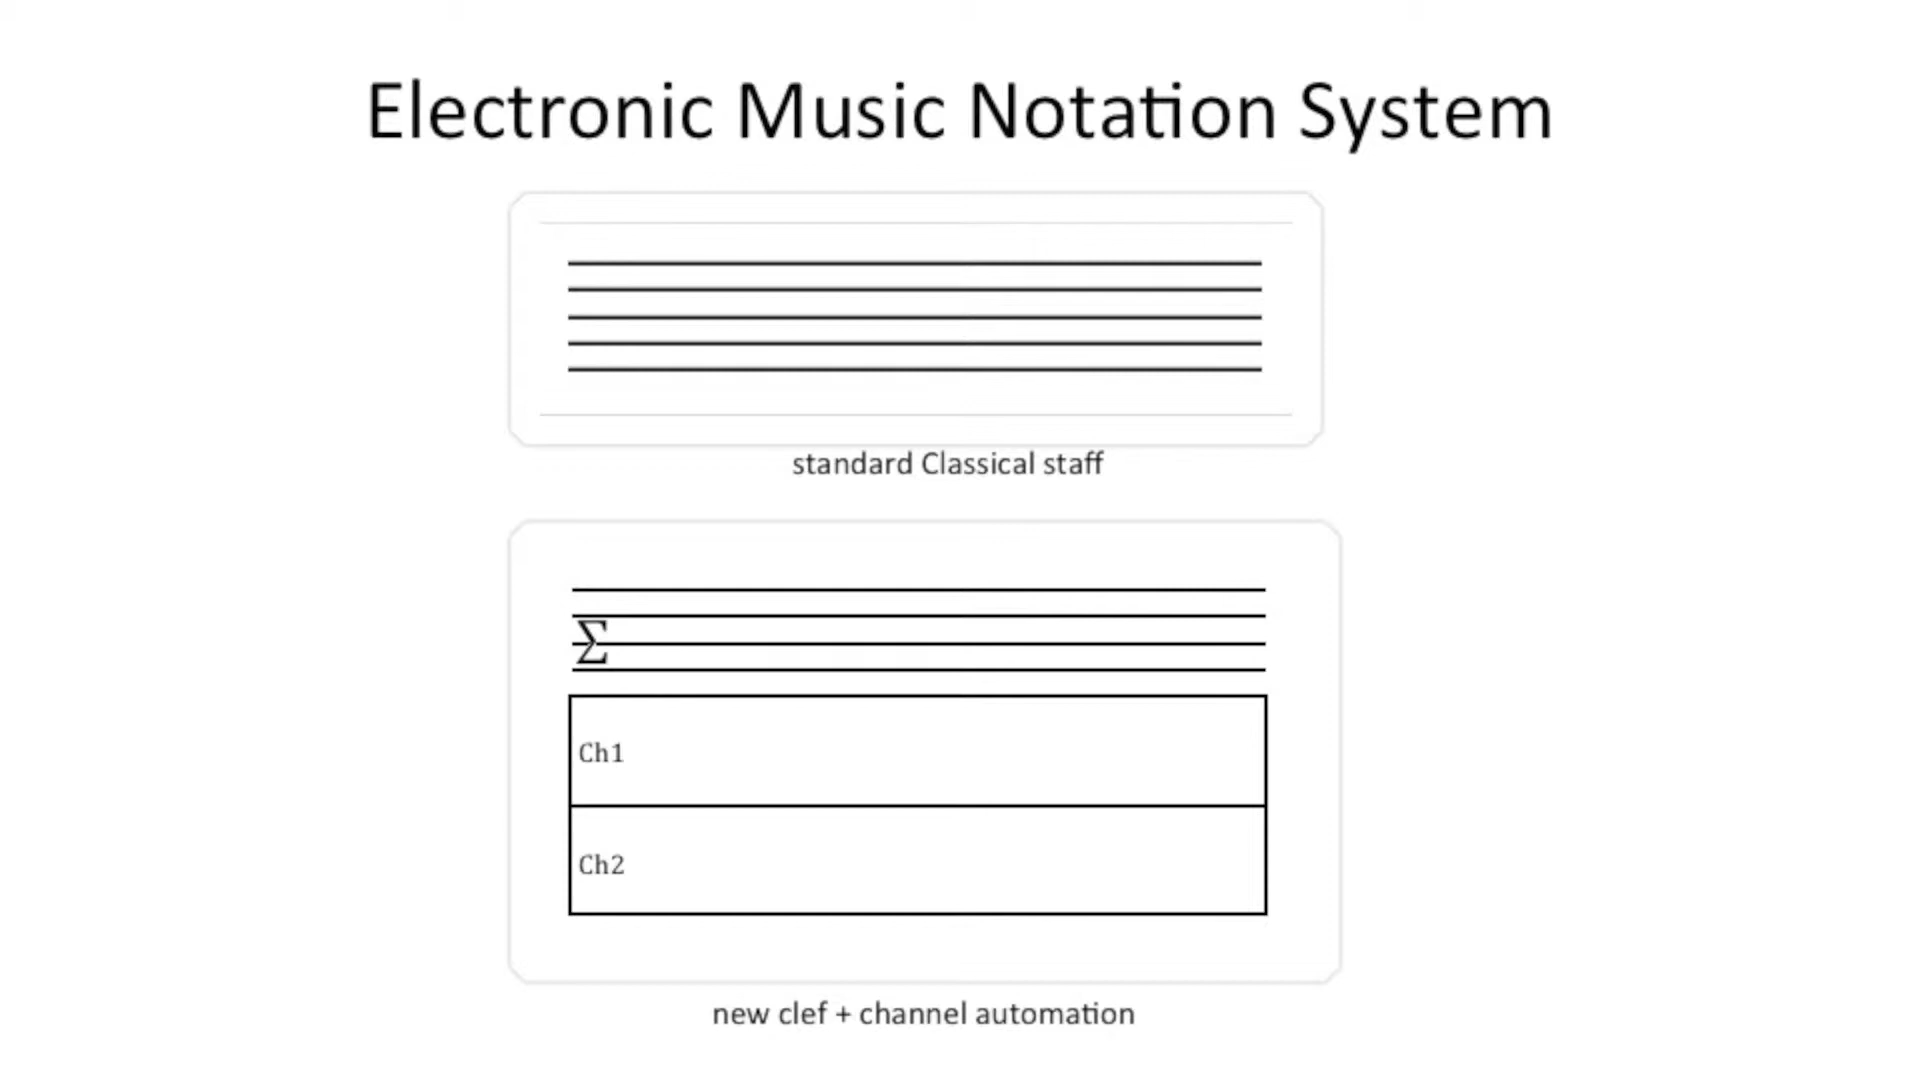 Electronic Music Notation System
standard Classical staff
Σ
Ch1
Ch2
new clef + channel automation